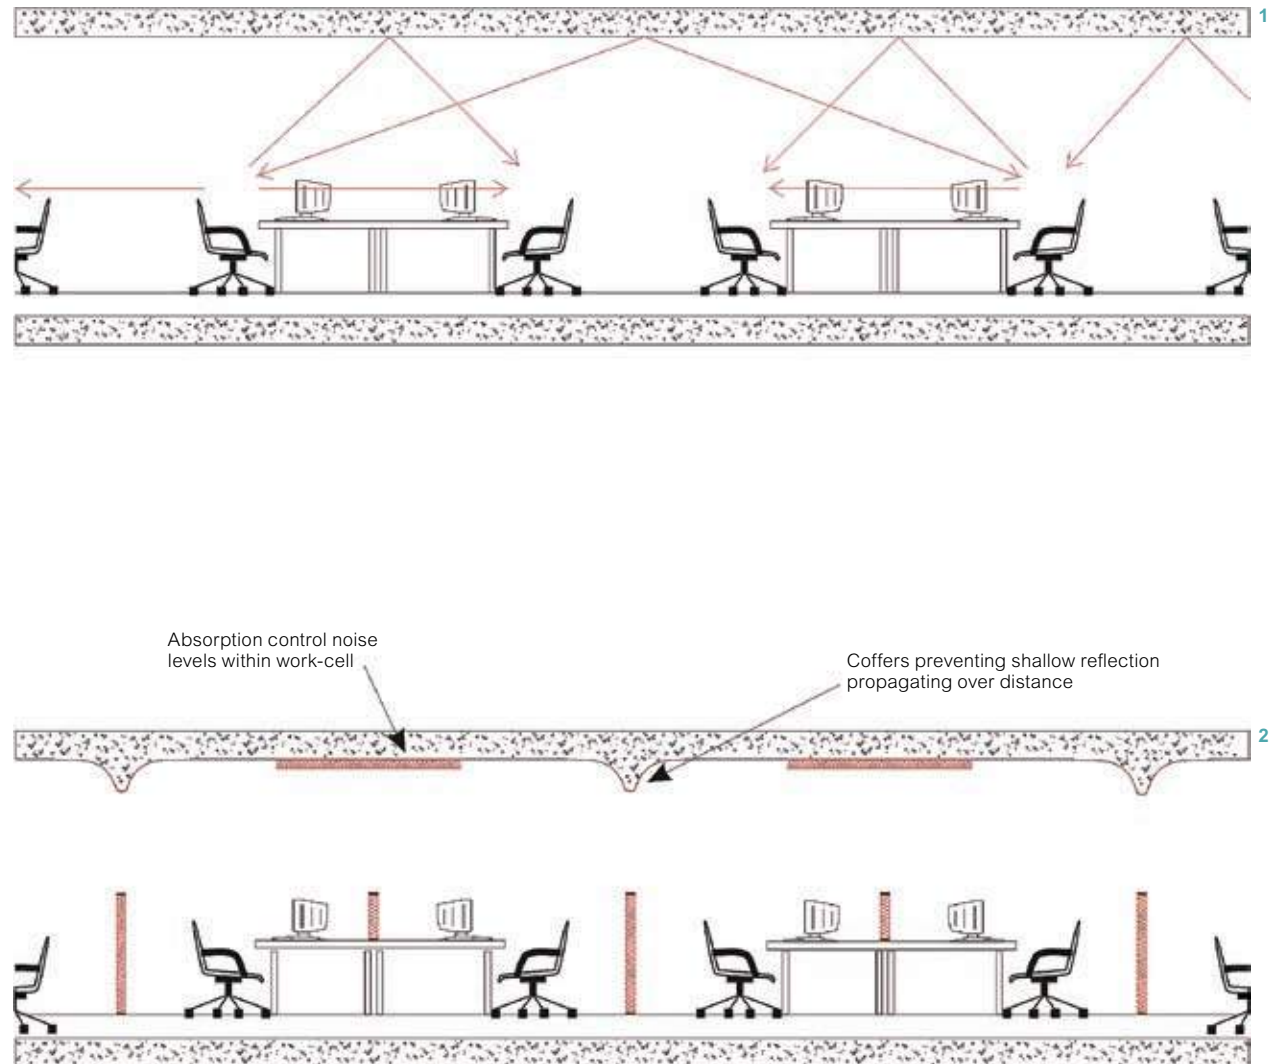 1
Absorption control noise
levels within work-cell
Coffers preventing shallow reflection
propagating over distance
2